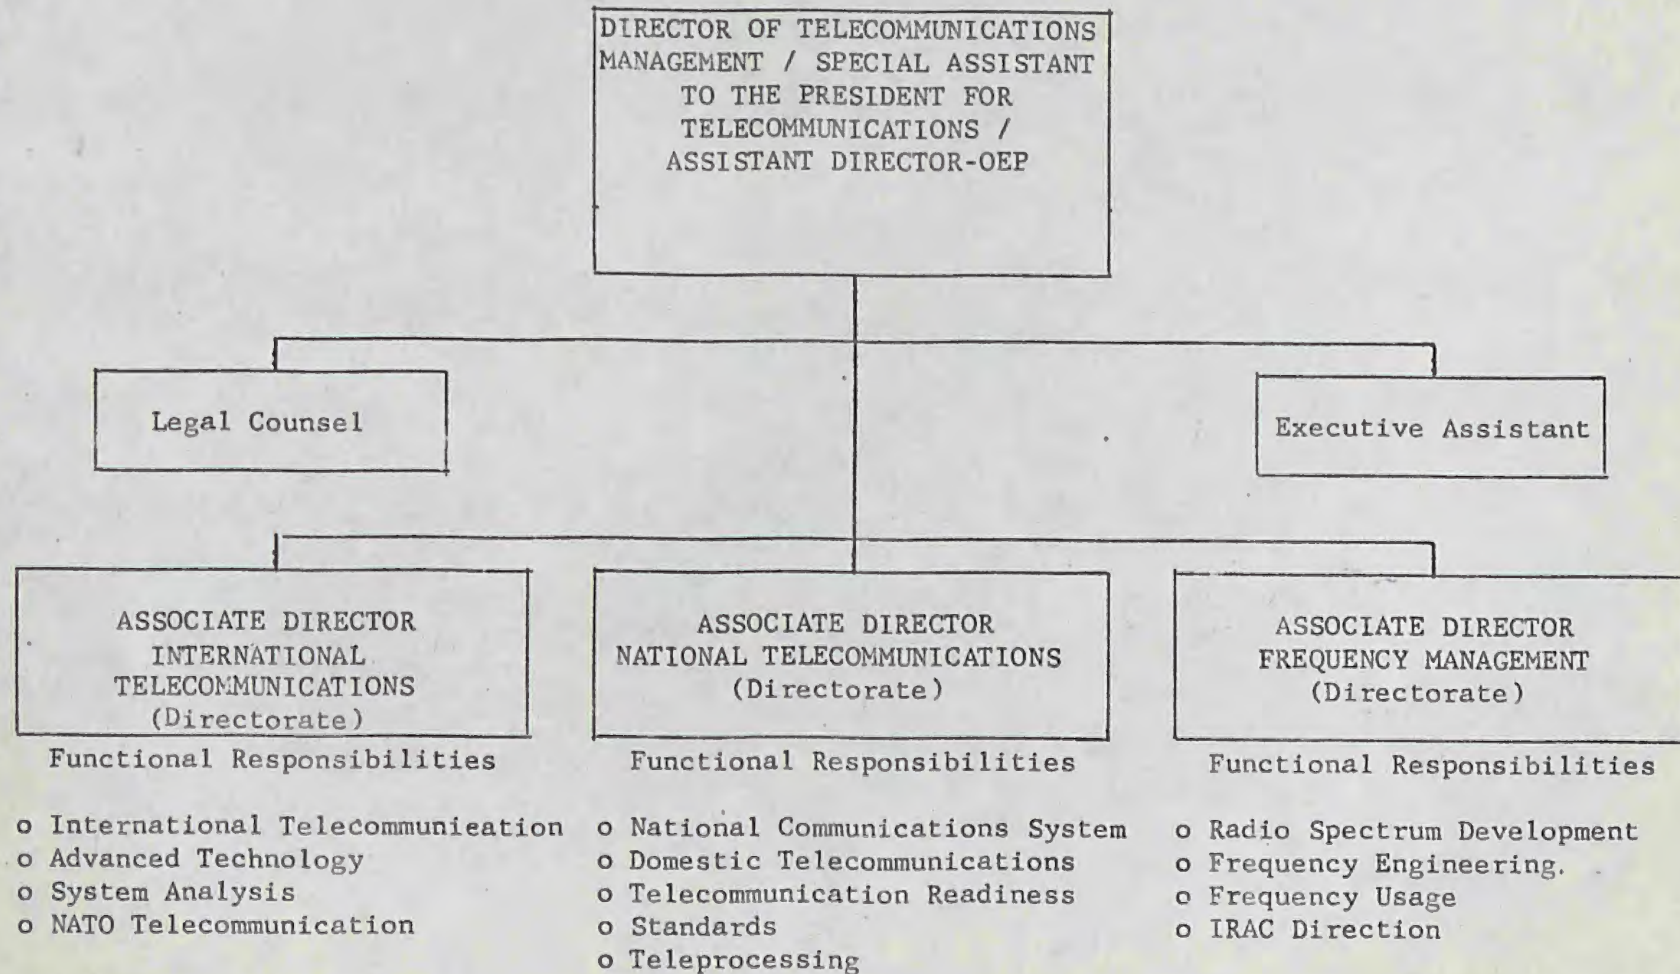 DIRECTOR OF TELECOMMUNICATIONS
MANAGEMENT / SPECIAL ASSISTANT
TO THE PRESIDENT FOR
TELECOMMUNICATIONS /
ASSISTANT DIRECTOR-OEP
Legal Counsel
Executive Assistant
ASSOCIATE DIRECTOR
INTERNATIONAL
TELECOMMUNICATIONS
(Directorate)
Functional Responsibilities
o International Telecommunieation
o Advanced Technology
o System Analysis
o NATO Telecommunication
ASSOCIATE DIRECTOR
NATIONAL TELECOMMUNICATIONS
(Directorate)
Functional Responsibilities
o National Communications System
o Domestic Telecommunications
o Telecommunication Readiness
o Standards
o Teleprocessing
ASSOCIATE DIRECTOR
FREQUENCY MANAGEMENT
(Directorate)
Functional Responsibilities
o Radio Spectrum Development
o Frequency Engineering.
o Frequency Usage
o IRAC Direction